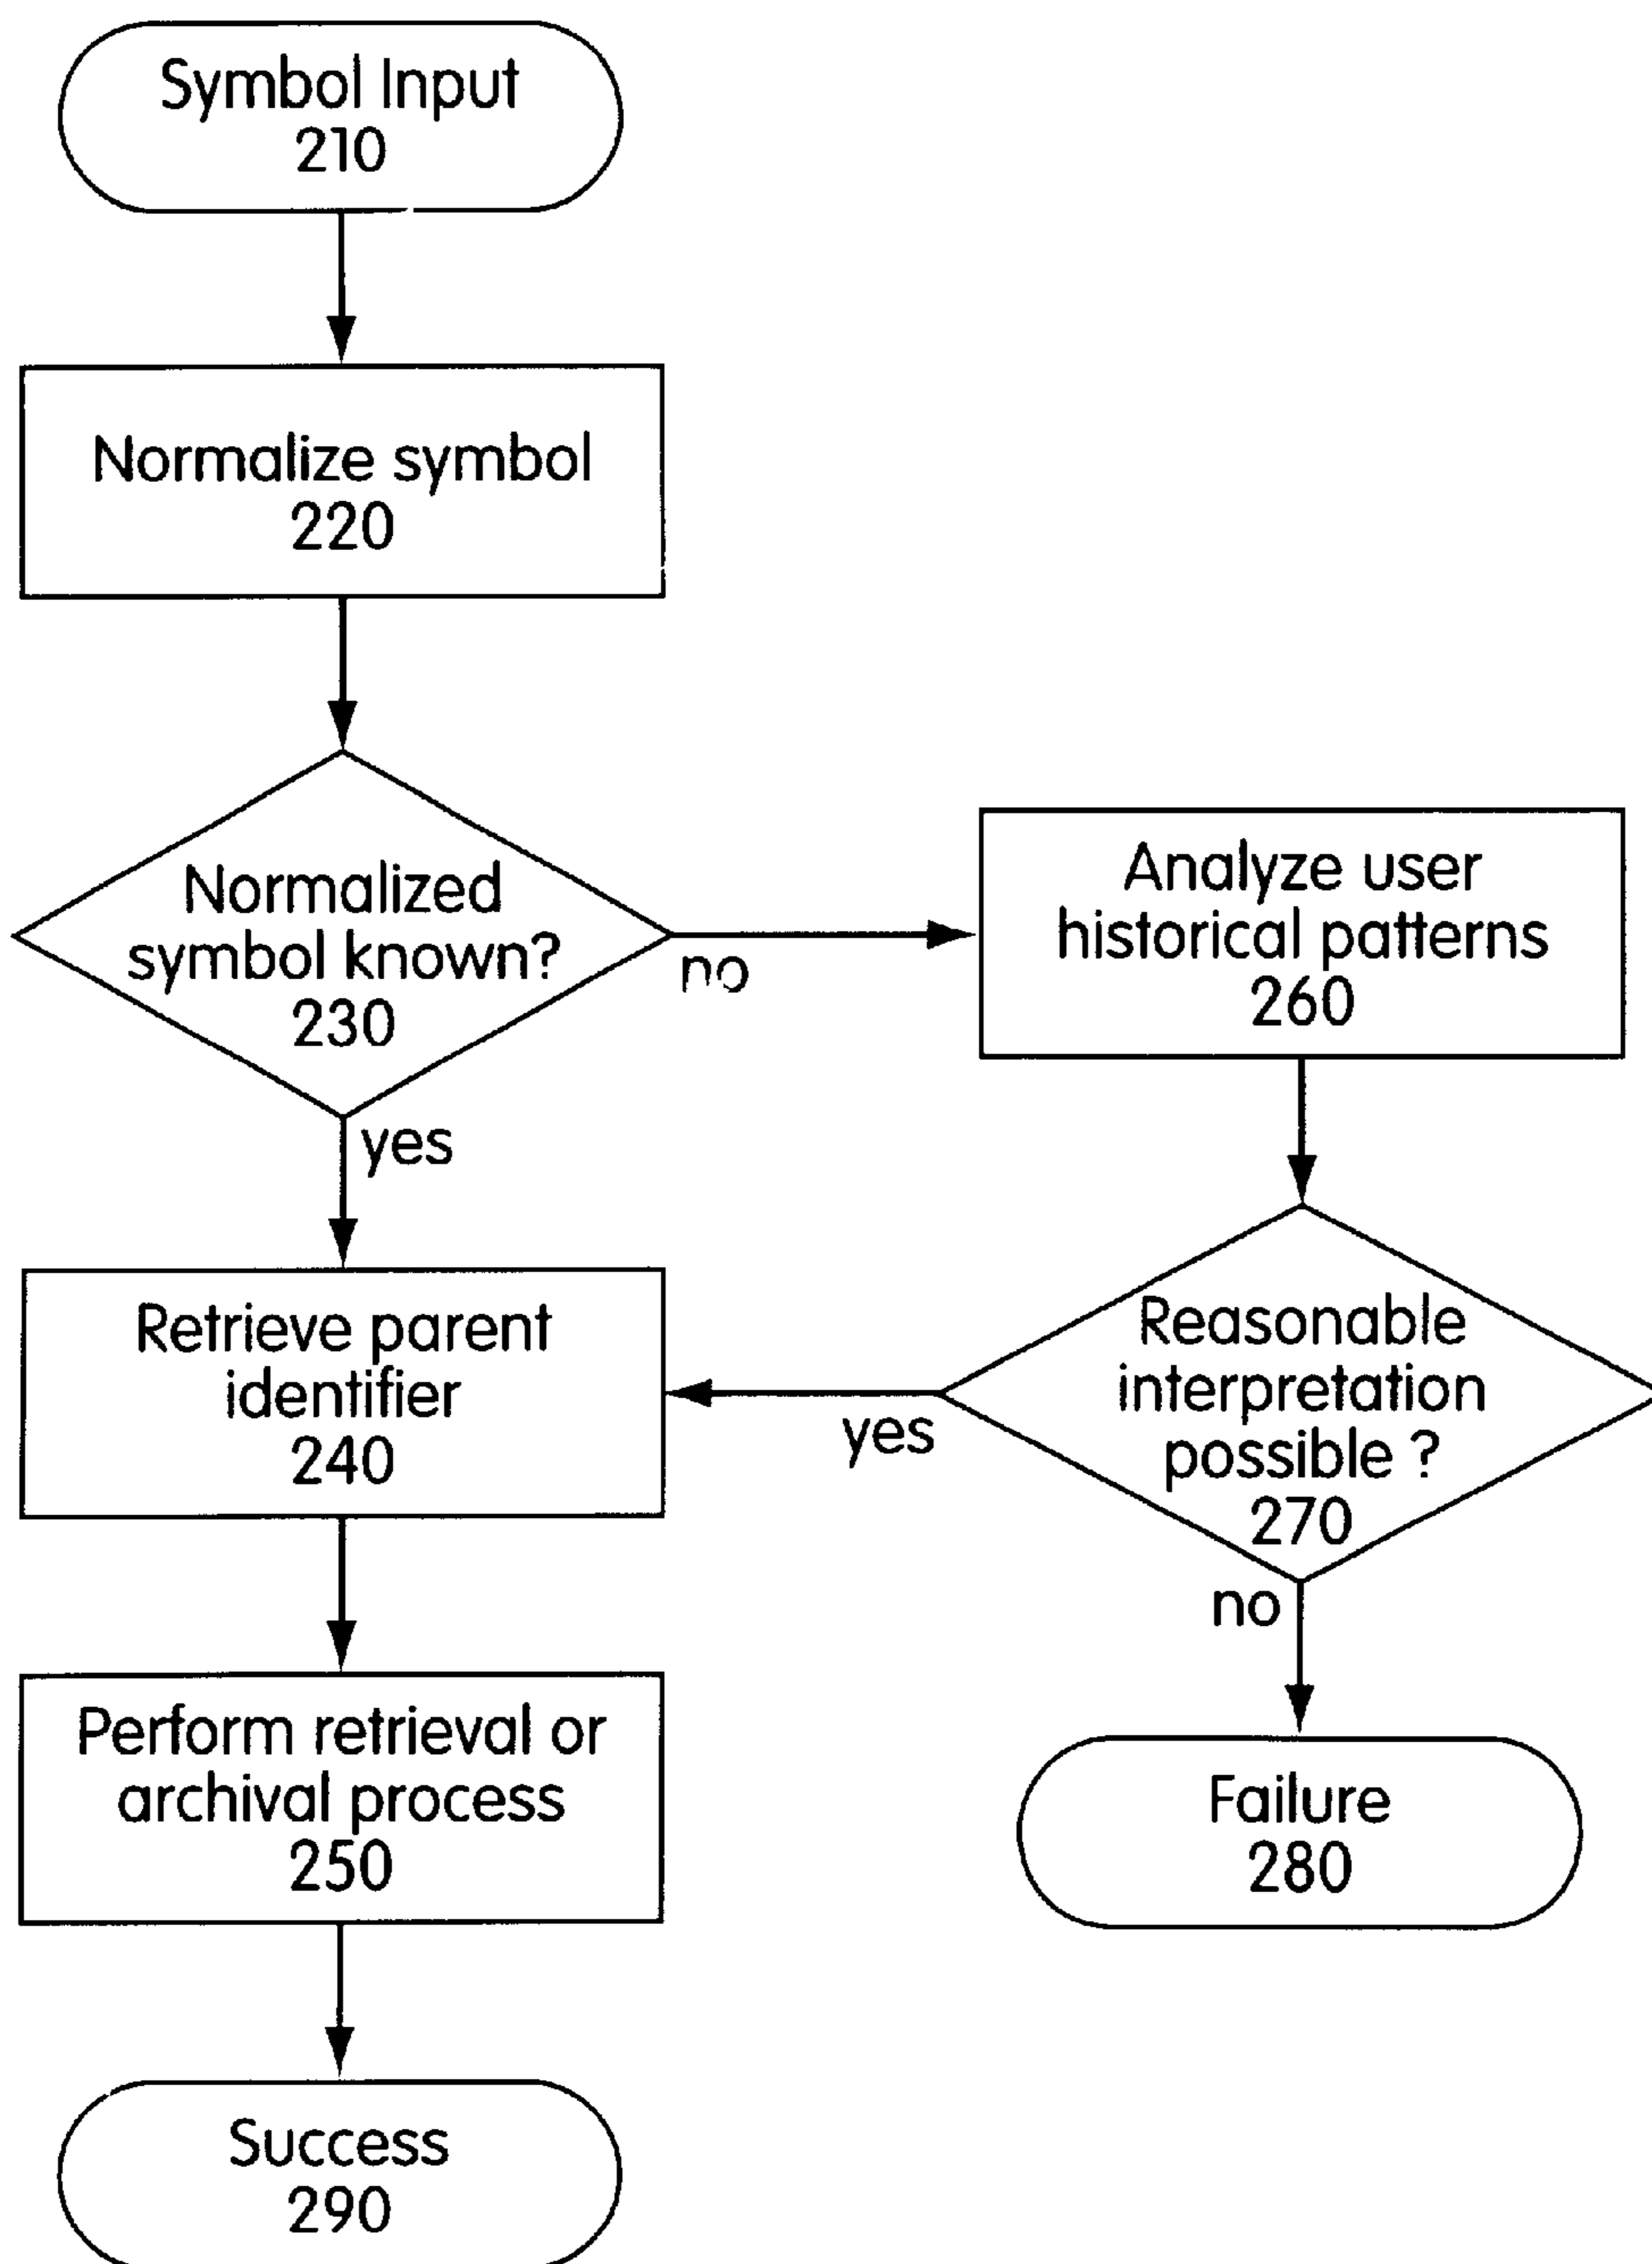 Symbol Input
210
Normalize symbol
220
Normalized
symbol known?
230
no
yes
Analyze user
historical patterns
260
Retrieve parent
identifier
240
yes
Reasonable
interpretation
possible ?
270
no
Perform retrieval or
archival process
250
Failure
280
Success
290